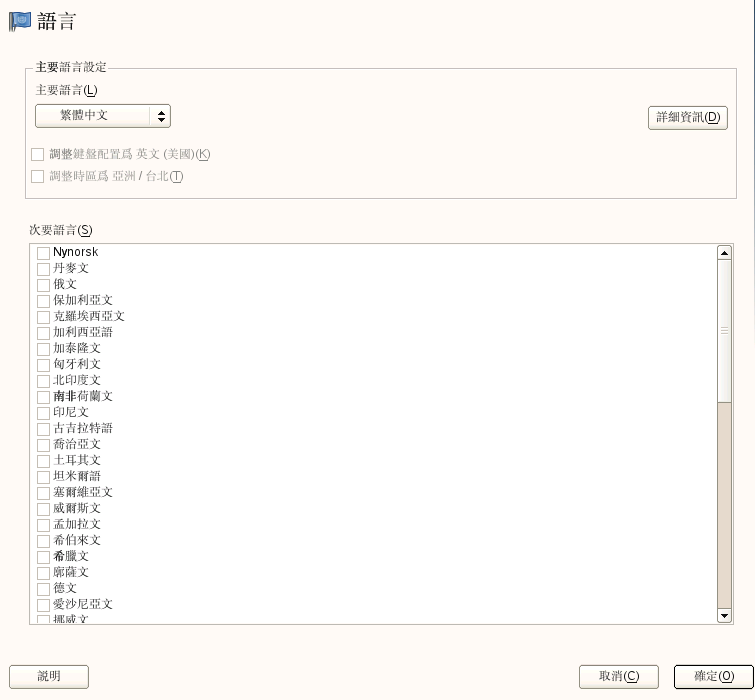 語言
主要語言設定
主要語言(L)
繁體中文
詳細資訊(D)
調整鍵盤配置爲 英文 (美國)(K)
調整時區爲 亞洲 / 台北(T)
次要語言(S)
Nynorsk
丹麥文
俄文
保加利亞文
克羅埃西亞文
加利西亞語
加泰隆文
匈牙利文
北印度文
南非荷蘭文
印尼文
古吉拉特語
喬治亞文
土耳其文
坦米爾語
塞爾維亞文
威爾斯文
孟加拉文
希伯來文
希臘文
廓薩文
德文
愛沙尼亞文
挪威文
說明
取消(C)
確定(O)